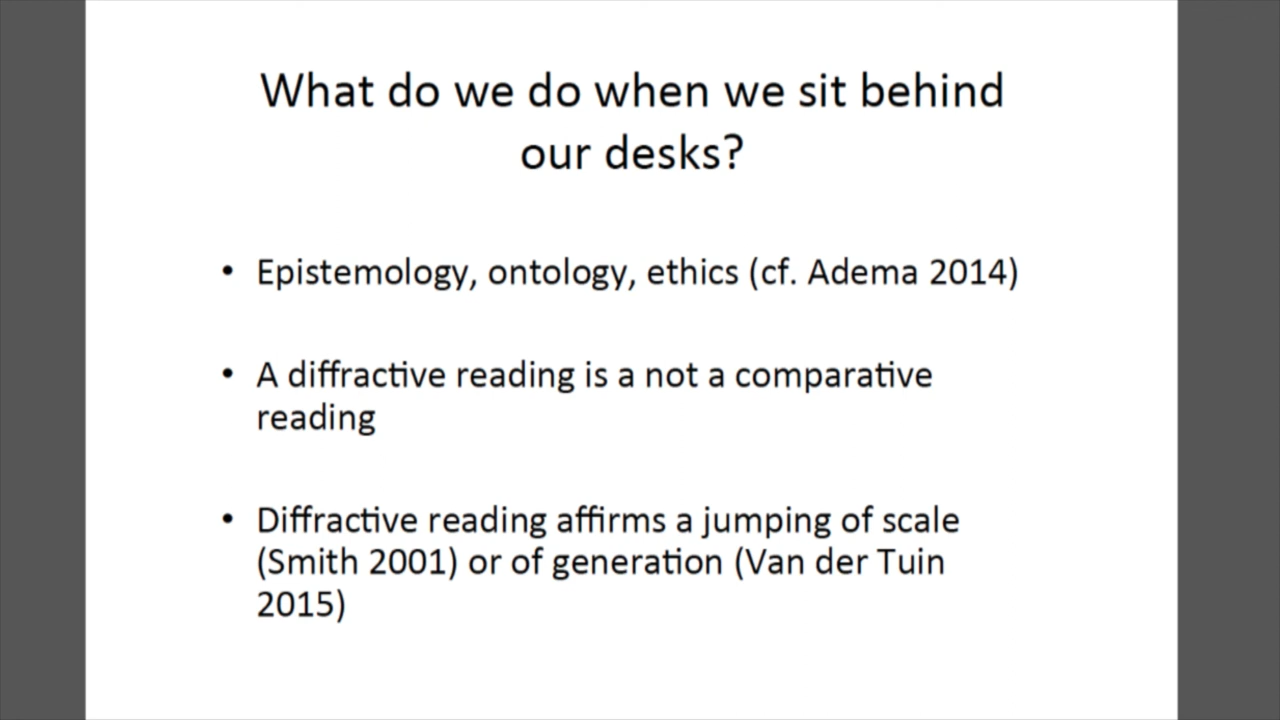 What do we do when we sit behind
our desks?
• Epistemology, ontology, ethics (cf. Adema 2014)
• A diffractive reading is a not a comparative
reading
• Diffractive reading affirms a jumping of scale
(Smith 2001) or of generation (Van der Tuin
2015)